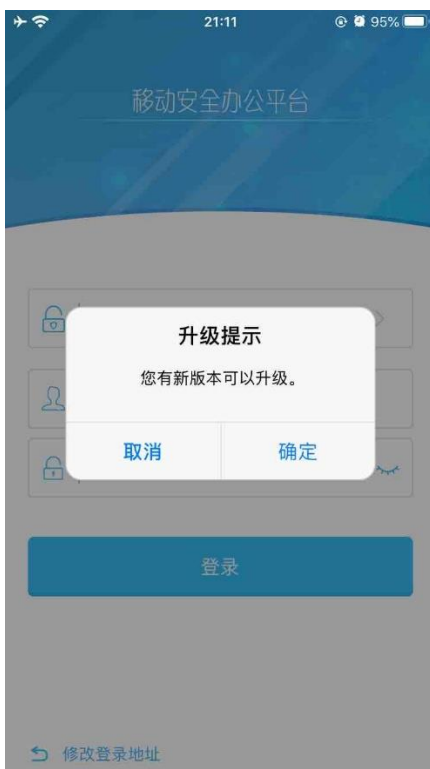 21:11
95%
移动安全办公平台
升级提示
您有新版本可以升级。
取消
确定
登录
修改登录地址